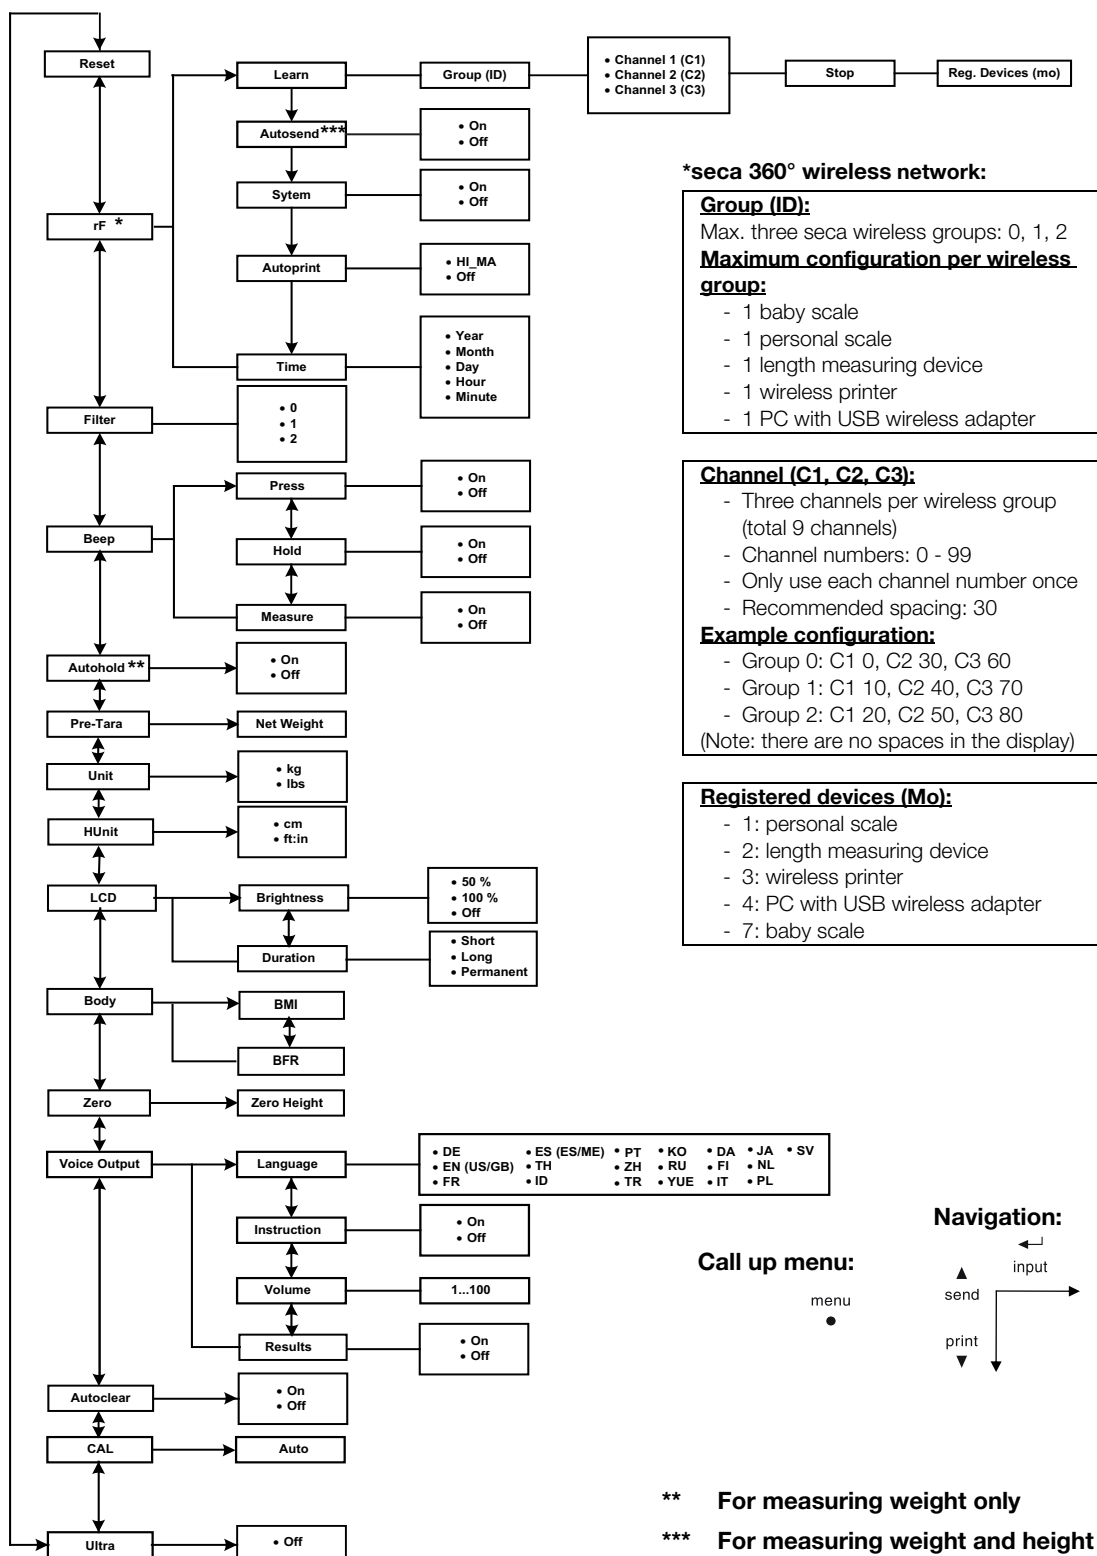 Reset
Learn
Group (ID)
• Channel 1 (C1)
• Channel 2 (C2)
• Channel 3 (C3)
Stop
Reg. Devices (mo)
Autosend***
• On
• Off
Sytem
• On
• Off
rF *
Autoprint
• HI_MA
• Off
Time
• Year
• Month
• Day
• Hour
• Minute
Filter
• 0
• 1
• 2
Beep
Press
• On
• Off
Hold
• On
• Off
Measure
• On
• Off
Autohold **
• On
• Off
Pre-Tara
Net Weight
Unit
• kg
• lbs
HUnit
• cm
• ft:in
LCD
Brightness
• 50 %
• 100 %
• Off
Duration
• Short
• Long
• Permanent
Body
BMI
BFR
Zero
Zero Height
Voice Output
Language
• DE • ES (ES/ME) • PT • KO • DA • JA • SV
• EN (US/GB) • TH • ZH • RU • FI • NL
• FR • ID • TR • YUE • IT • PL
Instruction
• On
• Off
Volume
1...100
Results
• On
• Off
Autoclear
• On
• Off
CAL
Auto
Ultra
• Off
*seca 360° wireless network:
Group (ID):
Max. three seca wireless groups: 0, 1, 2
Maximum configuration per wireless
group:
- 1 baby scale
- 1 personal scale
- 1 length measuring device
- 1 wireless printer
- 1 PC with USB wireless adapter
Channel (C1, C2, C3):
- Three channels per wireless group
(total 9 channels)
- Channel numbers: 0 - 99
- Only use each channel number once
- Recommended spacing: 30
Example configuration:
- Group 0: C1 0, C2 30, C3 60
- Group 1: C1 10, C2 40, C3 70
- Group 2: C1 20, C2 50, C3 80
(Note: there are no spaces in the display)
Registered devices (Mo):
- 1: personal scale
- 2: length measuring device
- 3: wireless printer
- 4: PC with USB wireless adapter
- 7: baby scale
Call up menu:
menu
Navigation:
input
send
print
** For measuring weight only
*** For measuring weight and height